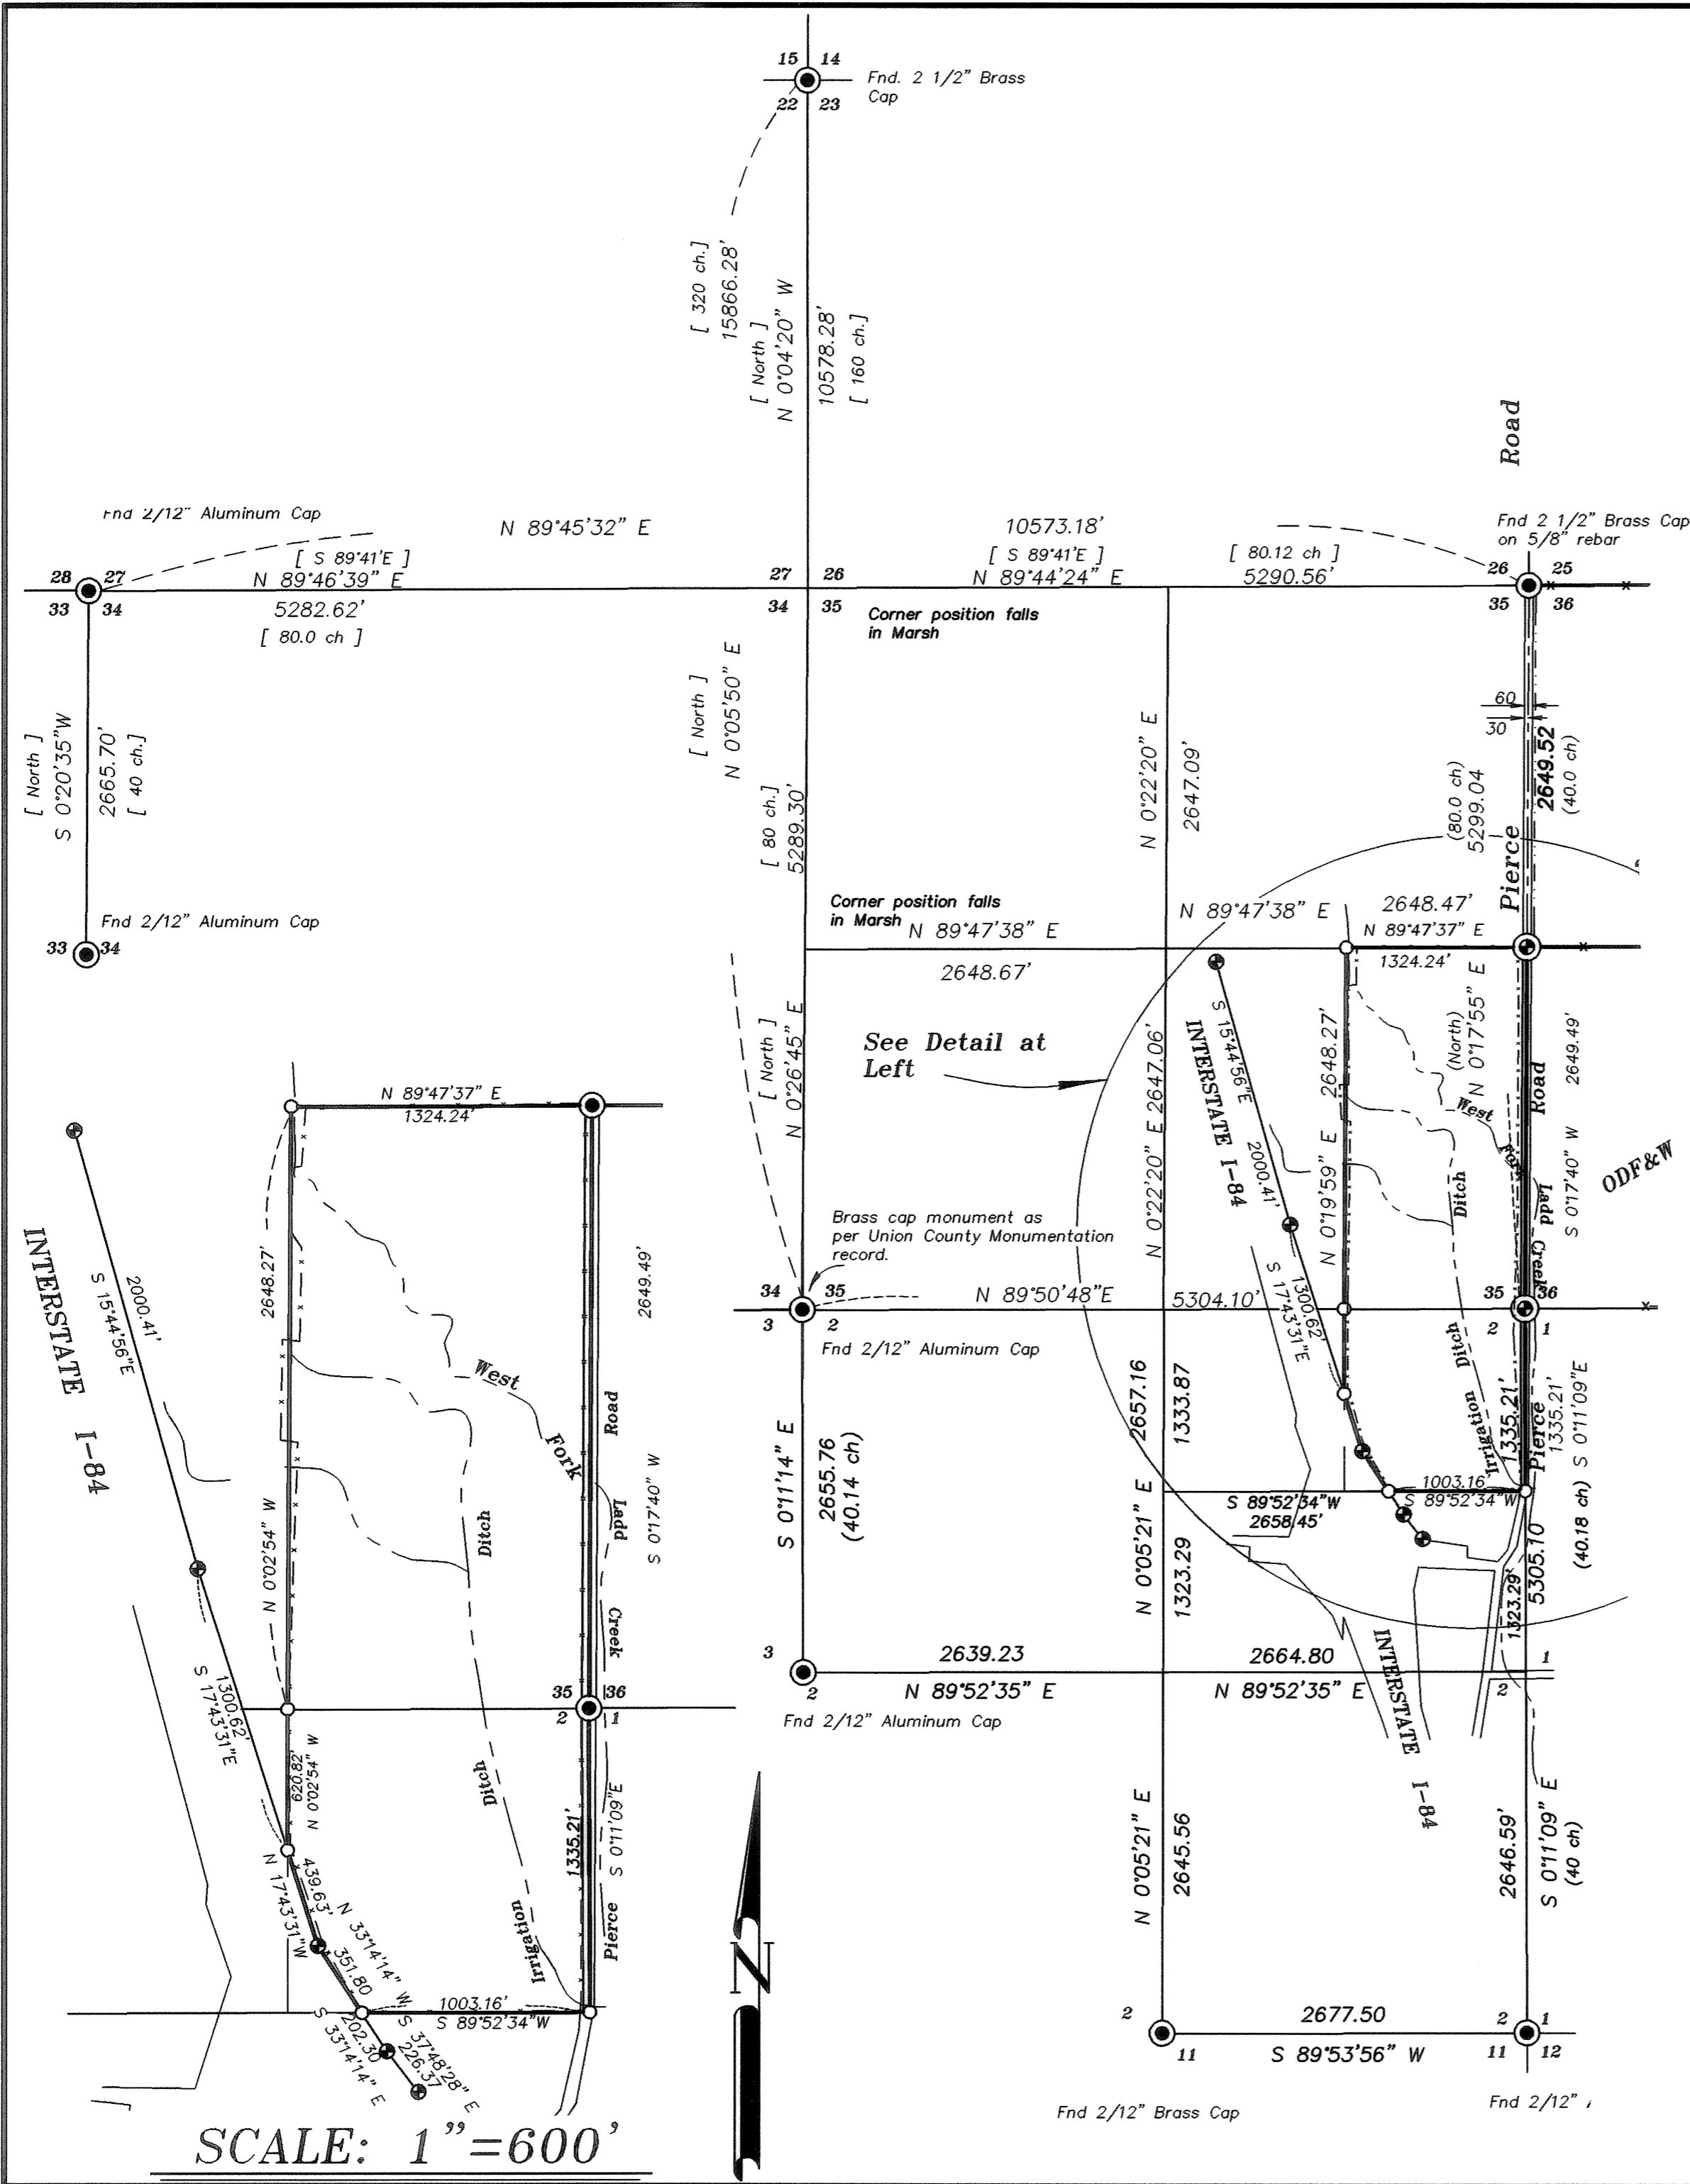 15 14
22 23
Fnd. 2 1/2" Brass
Cap
[ 320 ch.]
15866.28'
[ North ]
N 0°04'20" W
10578.28'
[ 160 ch.]
Road
Fnd 2/12" Aluminum Cap
N 89°45'32" E
10573.18'
Fnd 2 1/2" Brass Cap
on 5/8" rebar
[ S 89°41'E ]
[ S 89°41'E ]
[ 80.12 ch ]
28 27
N 89°46'39" E
27 26
N 89°44'24" E
5290.56'
26 25
33 34
5282.62'
34 35
35 36
[ 80.0 ch ]
Corner position falls
in Marsh
[ North ]
S 0°20'35"W
2665.70'
[ 40 ch.]
[ North ]
N 0°05'50" E
[ 80 ch.]
5289.30'
N 0°22'20" E
2647.09'
60
30
(80.0 ch)
5299.04
2649.52
(40.0 ch)
Pierce
Fnd 2/12" Aluminum Cap
33 34
Corner position falls
in Marsh
N 89°47'38" E
2648.67'
N 89°47'38" E
2648.47'
N 89°47'37" E
1324.24'
[ North ]
N 0°26'45" E
See Detail at
Left
N 0°22'20" E 2647.06'
S 15°44'56"E
2000.41'
INTERSTATE I-84
N 0°19'59" E 2648.27'
(North)
N 0°17'55" E
2649.49'
S 0°17'40" W
West
Fork
Ladd
Creek
Road
Ditch
ODF&W
Brass cap monument as
per Union County Monumentation
record.
34 35
3 2
N 89°50'48"E
5304.10'
1300.62'
S 17°43'31"E
35 36
2 1
Fnd 2/12" Aluminum Cap
S 0°11'14" E
2655.76
(40.14 ch)
2657.16
1333.87
Ditch
Irrigation
1335.21'
Pierce
1335.21'
S 0°11'09"E
N 0°05'21" E
1323.29
S 89°52'34"W
2658.45'
1003.16'
S 89°52'34"W
1323.29'
5305.10
(40.18 ch)
3
2
2639.23
N 89°52'35" E
2664.80
N 89°52'35" E
1
2
Fnd 2/12" Aluminum Cap
INTERSTATE I-84
N 0°05'21" E
2645.56
2646.59'
S 0°11'09" E
(40 ch)
2
11
2677.50
S 89°53'56" W
2 1
11 12
Fnd 2/12" Brass Cap
Fnd 2/12"
N 89°47'37" E
1324.24'
INTERSTATE I-84
2000.41'
S 15°44'56"E
2648.27'
N 0°02'54" W
2649.49'
S 0°17'40" W
West
Fork
Road
Ladd
Creek
Ditch
1300.62'
S 17°43'31"E
35 36
2 1
620.82'
N 0°02'54" W
Ditch
Irrigation
1335.21'
S 0°11'09"E
Pierce
439.63'
N 17°43'31"W
N 33°14'14" W
351.80
1003.16'
S 89°52'34"W
202.30
S 33°14'14" E
S 37°48'28" E
226.37
N
SCALE: 1"=600'